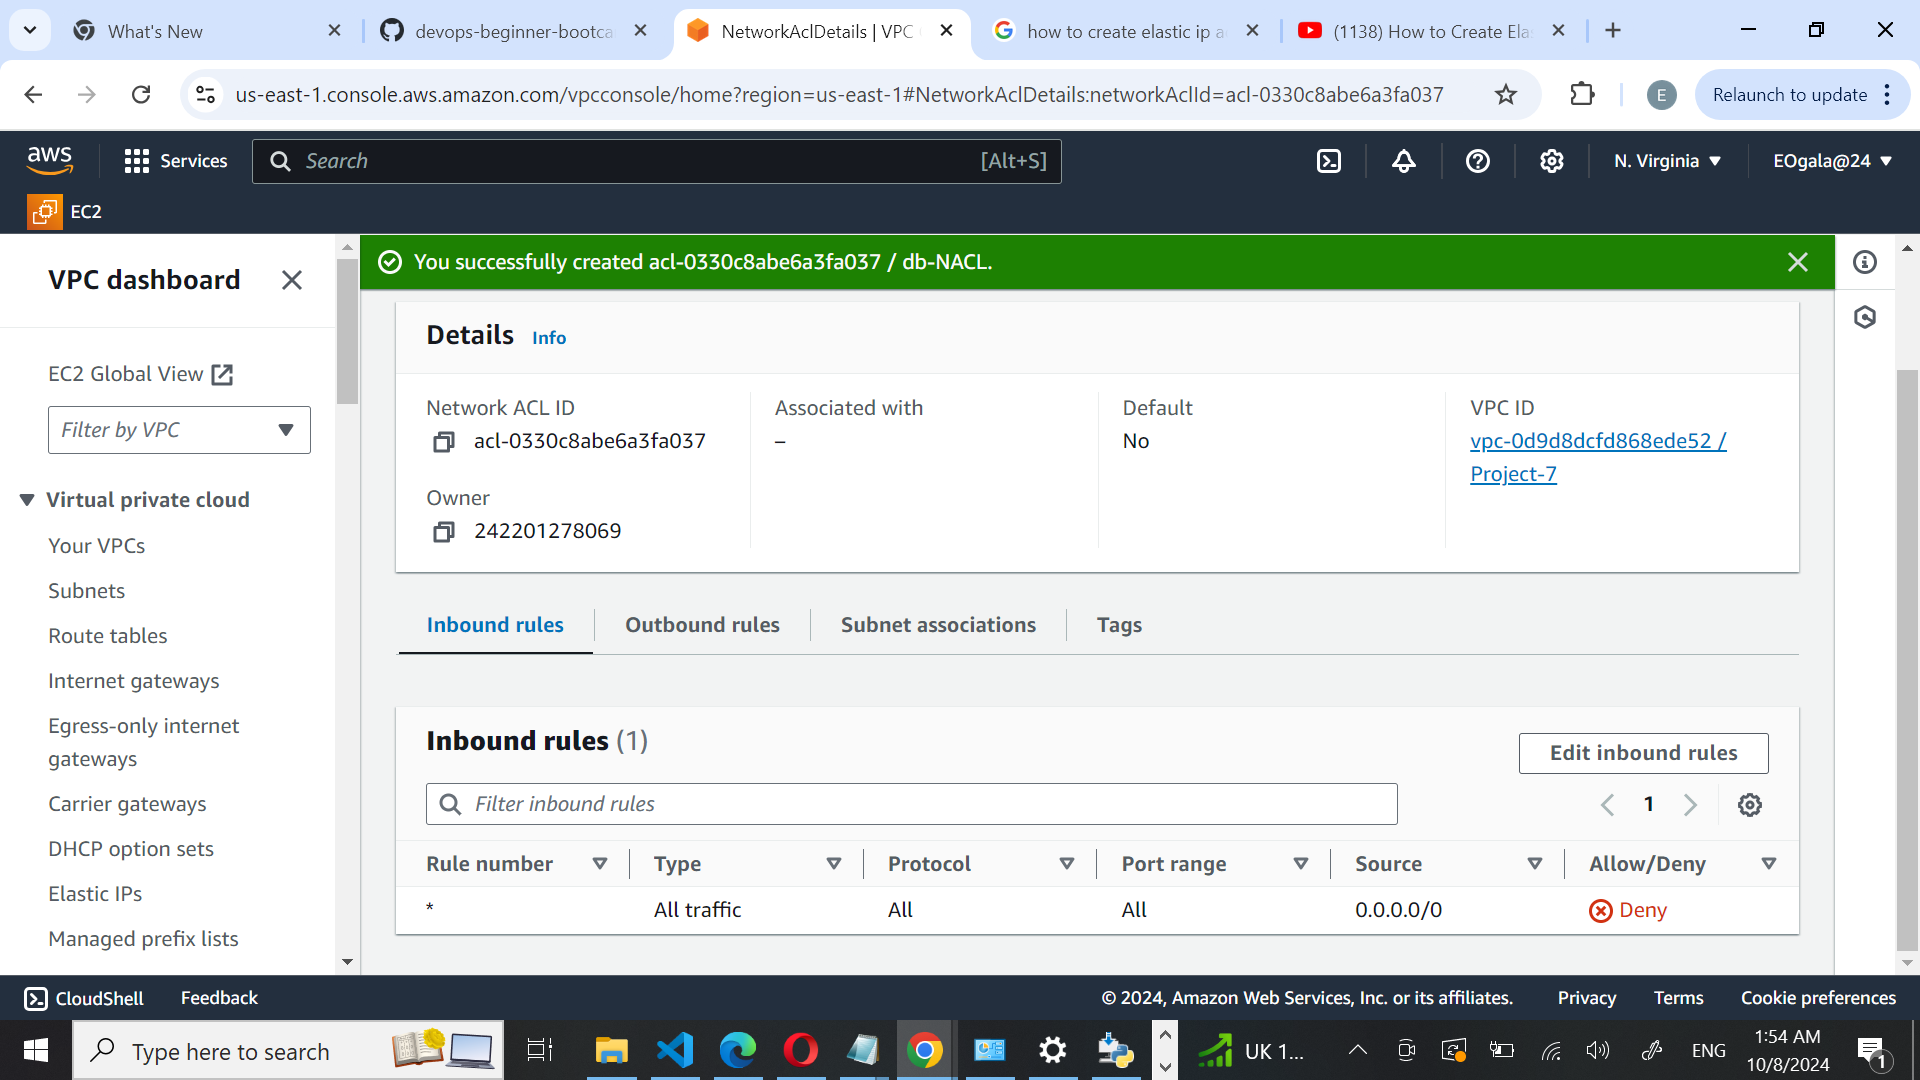 What's New
devops-beginner-bootca
NetworkAclDetails | VPC
how to create elastic ip a
(1138) How to Create Ela
us-east-1.console.aws.amazon.com/vpcconsole/home?region=us-east-1#NetworkAclDetails:networkAclId=acl-0330c8abe6a3fa037
E
Relaunch to update
aws
Services
Search
[Alt+S]
N. Virginia
EOgala@24
EC2
VPC dashboard
EC2 Global View
Filter by VPC
Virtual private cloud
Your VPCs
Subnets
Route tables
Internet gateways
Egress-only internet
gateways
Carrier gateways
DHCP option sets
Elastic IPs
Managed prefix lists
You successfully created acl-0330c8abe6a3fa037 / db-NACL.
Details Info
Network ACL ID
acl-0330c8abe6a3fa037
Owner
242201278069
Associated with
–
Default
No
VPC ID
vpc-0d9d8dcfd868ede52 /
Project-7
Inbound rules
Outbound rules
Subnet associations
Tags
Inbound rules (1)
Edit inbound rules
Filter inbound rules
1
Rule number Type Protocol Port range Source Allow/Deny
* All traffic All All 0.0.0.0/0 Deny
CloudShell
Feedback
© 2024, Amazon Web Services, Inc. or its affiliates.
Privacy
Terms
Cookie preferences
Type here to search
UK 1...
ENG
1:54 AM
10/8/2024
1